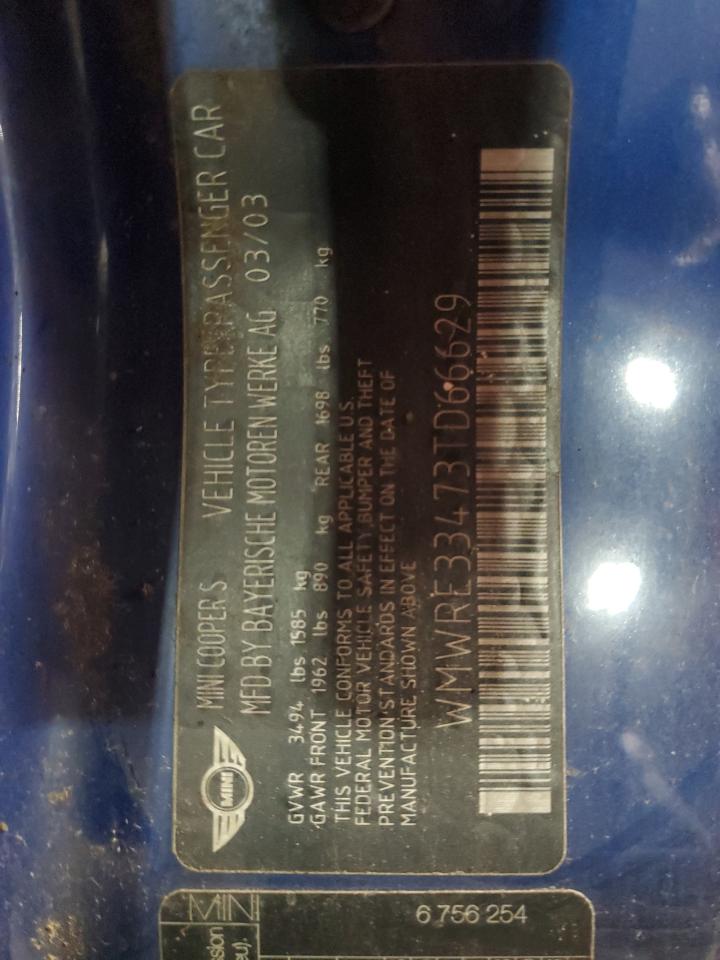 MINI
MINI COOPER S VEHICLE TYPE: PASSENGER CAR
MFD BY BAYERISCHE MOTOREN WERKE AG 03/03
GVWR 3494 lbs 1585 kg
GAWR FRONT 1962 lbs 890 kg REAR 1698 lbs 770 kg
THIS VEHICLE CONFORMS TO ALL APPLICABLE U.S.
FEDERAL MOTOR VEHICLE SAFETY, BUMPER AND THEFT
PREVENTION STANDARDS IN EFFECT ON THE DATE OF
MANUFACTURE SHOWN ABOVE
WMWRE33473TD66629
MINI
6 756 254